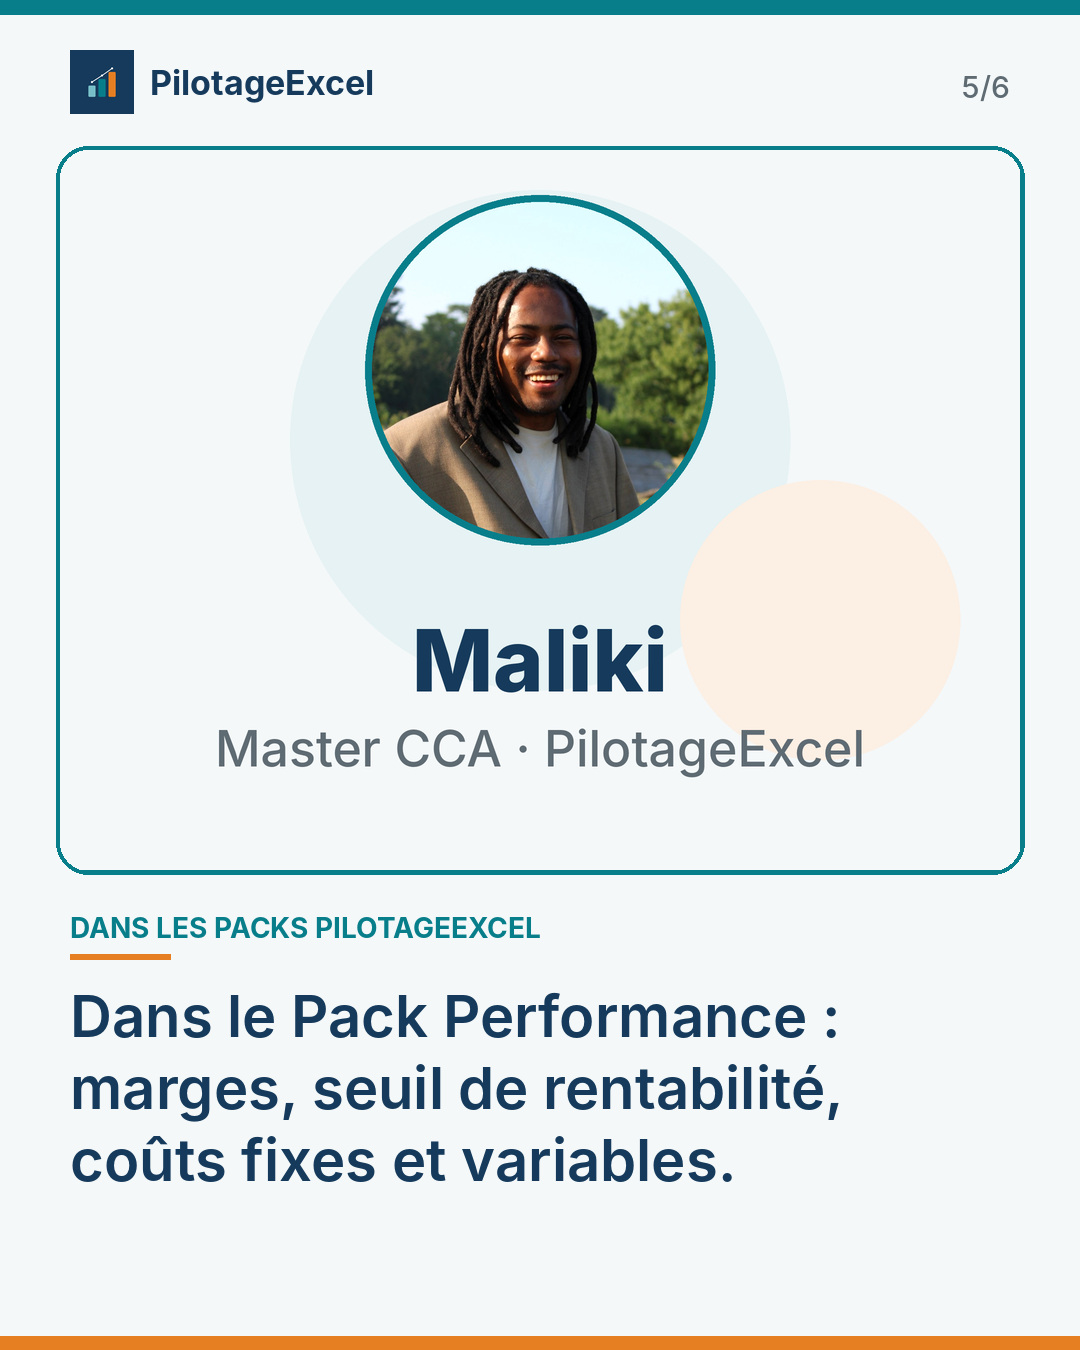 PilotageExcel
5/6
Maliki
Master CCA · PilotageExcel
DANS LES PACKS PILOTAGEEXCEL
Dans le Pack Performance :
marges, seuil de rentabilité,
coûts fixes et variables.